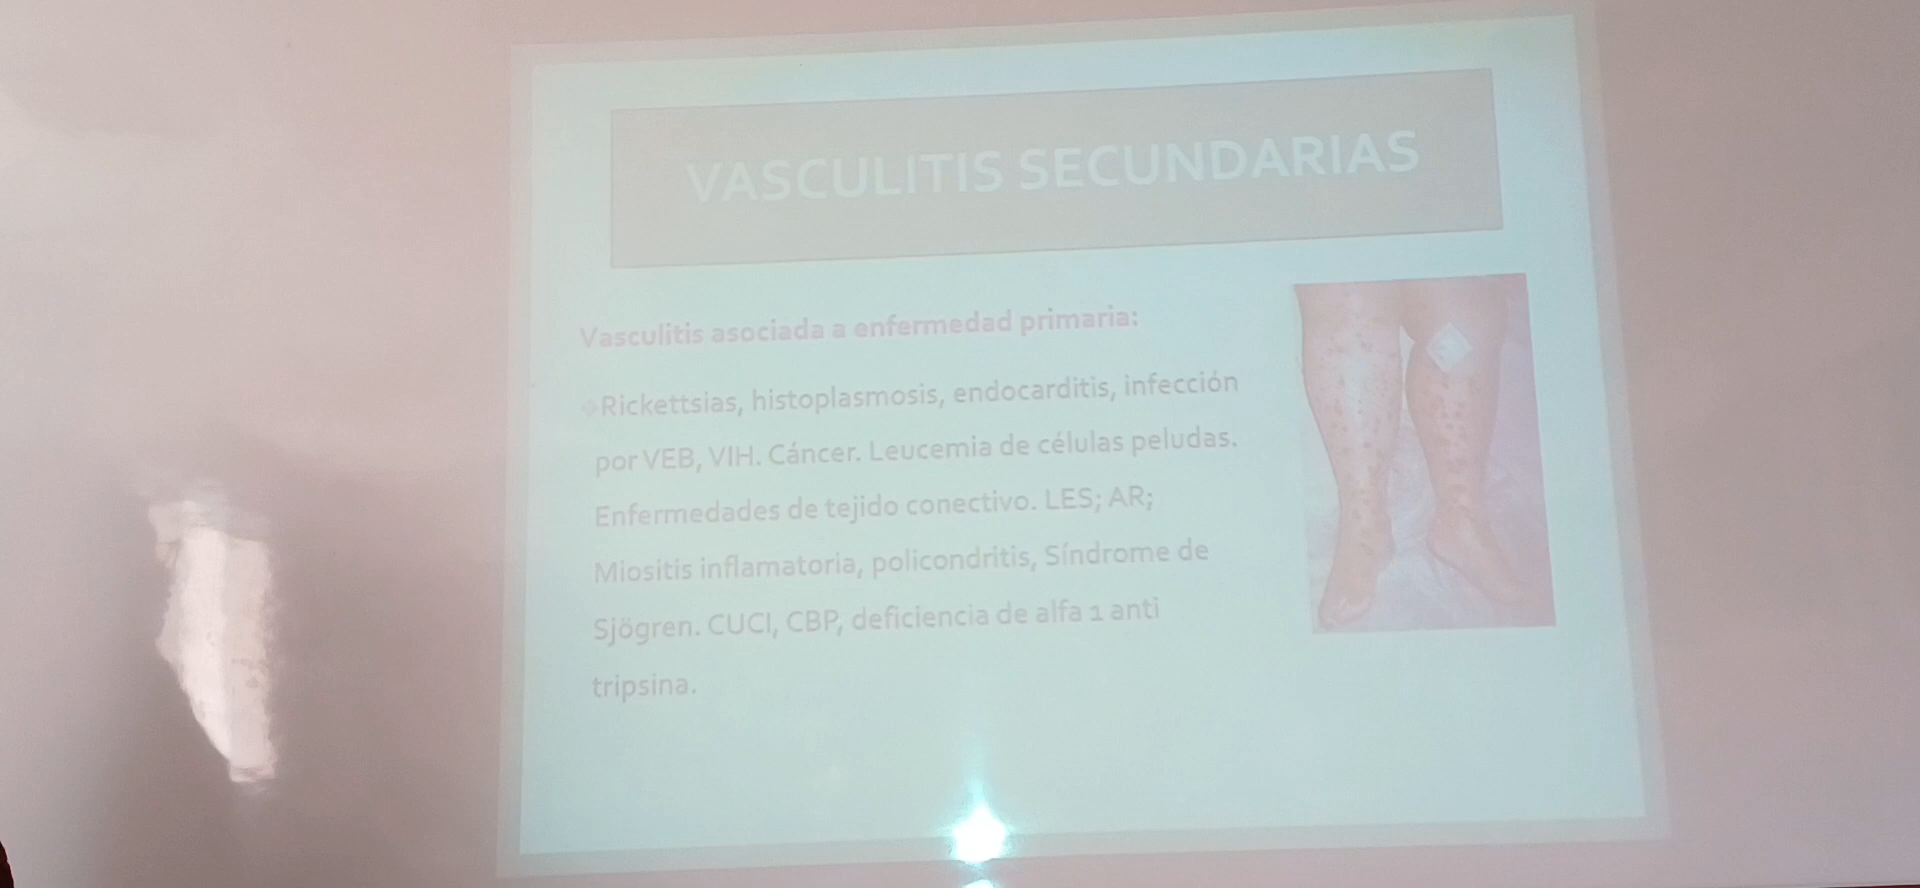 VASCULITIS SECUNDARIAS
Vasculitis asociada a enfermedad primaria:
Rickettsias, histoplasmosis, endocarditis, infección
por VEB, VIH. Cáncer. Leucemia de células peludas.
Enfermedades de tejido conectivo. LES; AR;
Miositis inflamatoria, policondritis, Síndrome de
Sjögren. CUCI, CBP, deficiencia de alfa 1 anti
tripsina.